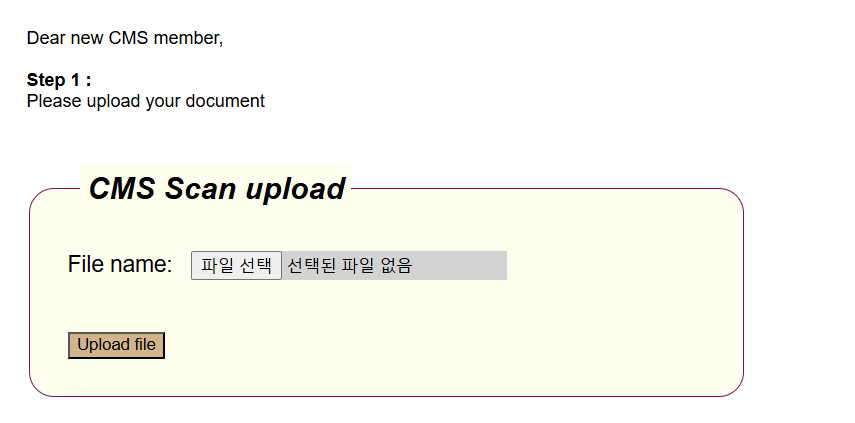 Dear new CMS member,
Step 1 :
Please upload your document
CMS Scan upload
File name: 파일 선택 선택된 파일 없음
Upload file